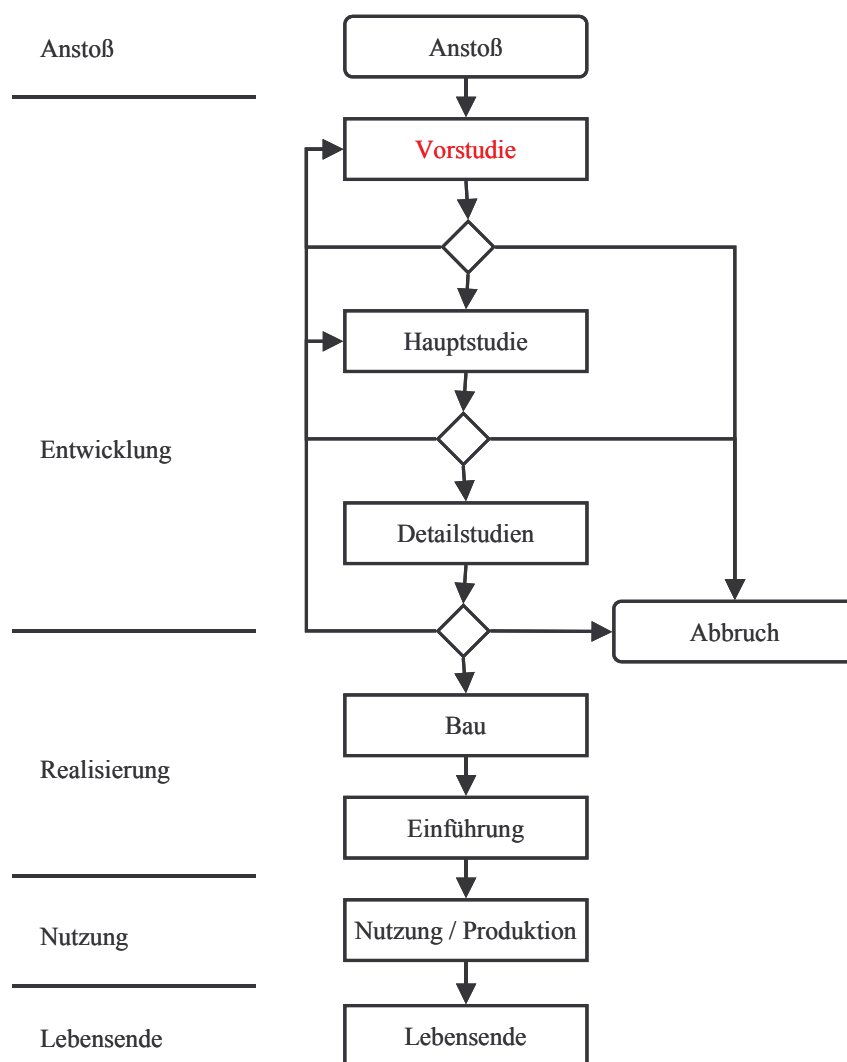 Anstoß
Anstoß
Vorstudie
Hauptstudie
Entwicklung
Detailstudien
Abbruch
Bau
Realisierung
Einführung
Nutzung
Nutzung / Produktion
Lebensende
Lebensende